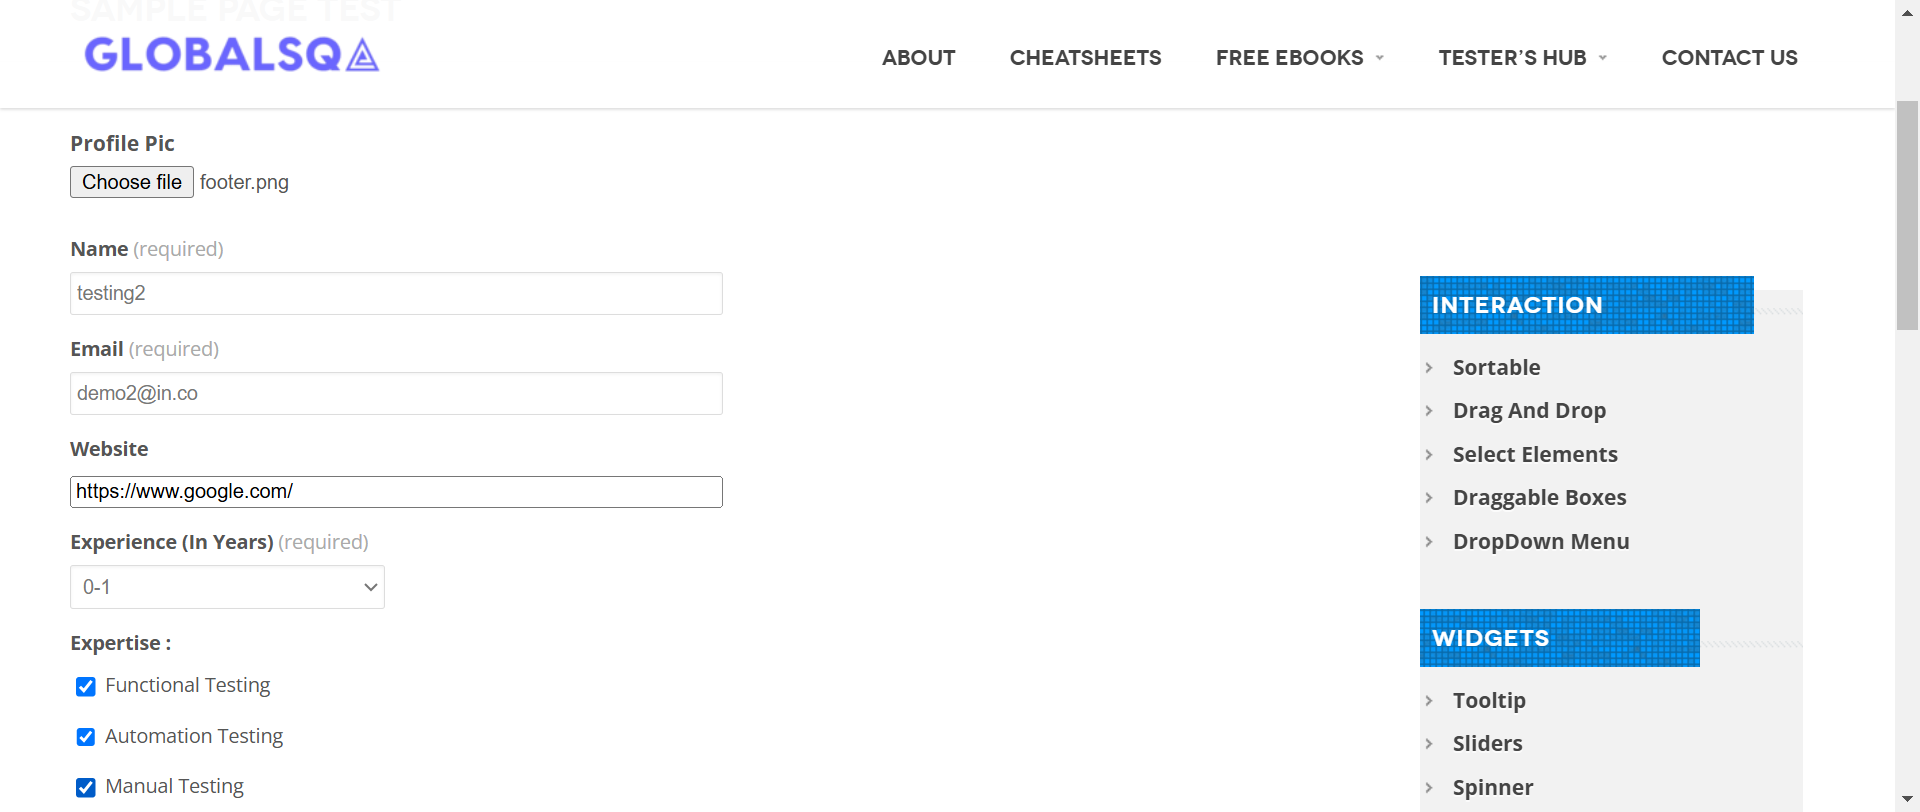 SAMPLE PAGE TEST
GLOBALSQA
ABOUT
CHEATSHEETS
FREE EBOOKS
TESTER’S HUB
CONTACT US
Profile Pic
Choose file footer.png
Name (required)
testing2
Email (required)
demo2@in.co
Website
https://www.google.com/
Experience (In Years) (required)
0-1
Expertise :
Functional Testing
Automation Testing
Manual Testing
INTERACTION
Sortable
Drag And Drop
Select Elements
Draggable Boxes
DropDown Menu
WIDGETS
Tooltip
Sliders
Spinner